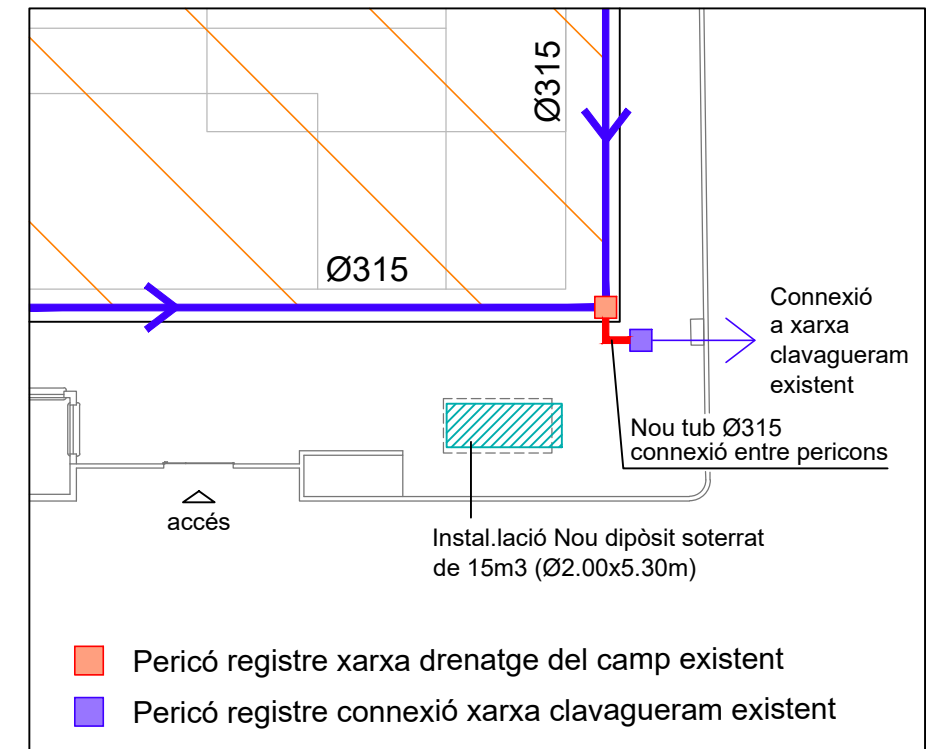 Ø315
Ø315
Connexió
a xarxa
clavagueram
existent
Nou tub Ø315
connexió entre pericons
accés
Instal.lació Nou dipòsit soterrat
de 15m3 (Ø2.00x5.30m)
Pericó registre xarxa drenatge del camp existent
Pericó registre connexió xarxa clavagueram existent